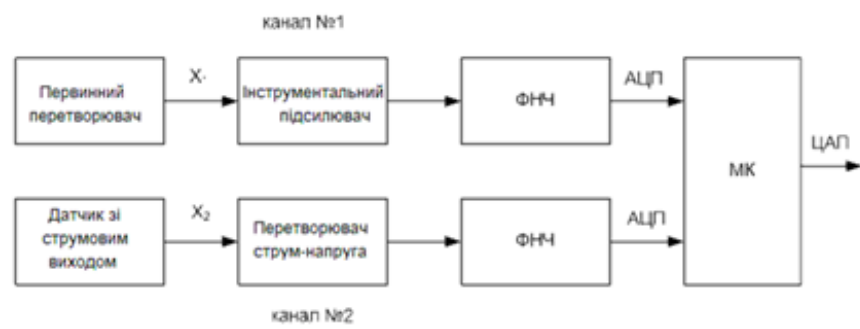 канал №1
Первинний
перетворювач
X₁
Інструментальний
підсилювач
ФНЧ
АЦП
МК
ЦАП
Датчик зі
струмовим
виходом
X₂
Перетворювач
струм-напруга
ФНЧ
АЦП
канал №2